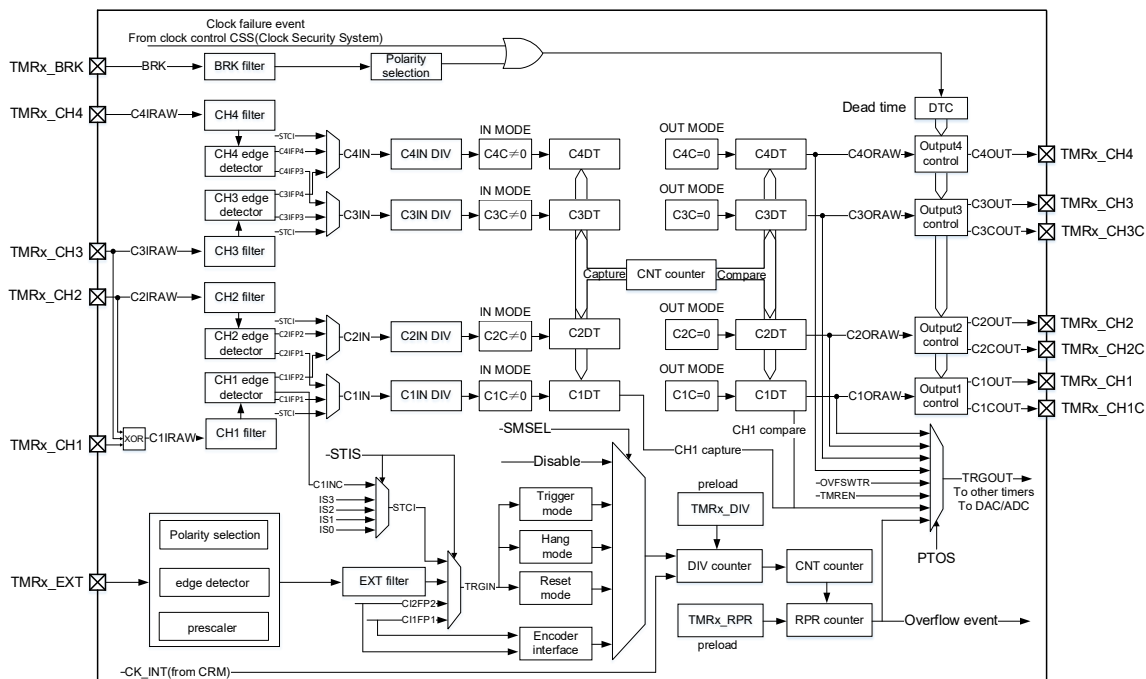 Clock failure event
From clock control CSS(Clock Security System)
TMRx_BRK
BRK
BRK filter
Polarity
selection
TMRx_CH4
C4IRAW
CH4 filter
CH4 edge
detector
STCI
C4IFP4
C4IFP3
C4IN
C4IN DIV
IN MODE
C4C≠0
C4DT
OUT MODE
C4C=0
C4DT
Dead time
DTC
C4ORAW
Output4
control
C4OUT
TMRx_CH4
CH3 edge
detector
C3IFP4
C3IFP3
STCI
C3IN
C3IN DIV
IN MODE
C3C≠0
C3DT
OUT MODE
C3C=0
C3DT
C3ORAW
Output3
control
C3OUT
TMRx_CH3
C3COUT
TMRx_CH3C
TMRx_CH3
C3IRAW
CH3 filter
Capture
CNT counter
Compare
TMRx_CH2
C2IRAW
CH2 filter
CH2 edge
detector
STCI
C2IFP2
C2IFP1
C2IN
C2IN DIV
IN MODE
C2C≠0
C2DT
OUT MODE
C2C=0
C2DT
C2ORAW
Output2
control
C2OUT
TMRx_CH2
C2COUT
TMRx_CH2C
CH1 edge
detector
C1IFP2
C1IFP1
STCI
C1IN
C1IN DIV
IN MODE
C1C≠0
C1DT
OUT MODE
C1C=0
C1DT
C1ORAW
Output1
control
C1OUT
TMRx_CH1
C1COUT
TMRx_CH1C
TMRx_CH1
XOR
C1IRAW
CH1 filter
CH1 compare
CH1 capture
SMSEL
Disable
STIS
C1INC
IS3
IS2
IS1
IS0
STCI
Trigger
mode
Hang
mode
Reset
mode
Encoder
interface
preload
TMRx_DIV
OVFSWTR
TMREN
TRGOUT
To other timers
To DAC/ADC
PTOS
TMRx_EXT
Polarity selection
edge detector
prescaler
EXT filter
CI2FP2
CI1FP1
TRGIN
DIV counter
CNT counter
TMRx_RPR
preload
RPR counter
Overflow event
CK_INT(from CRM)